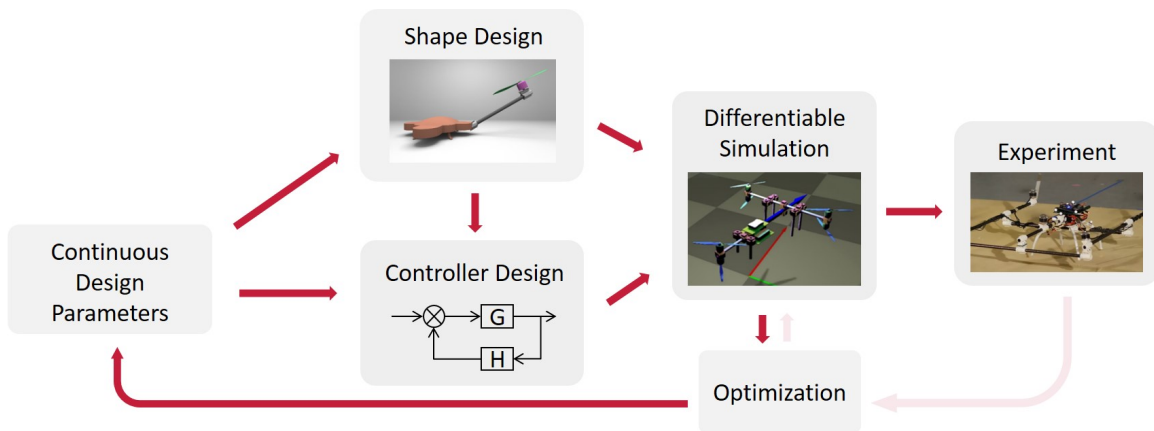 Shape Design
Differentiable
Simulation
Experiment
Continuous
Design
Parameters
Controller Design
G
H
Optimization